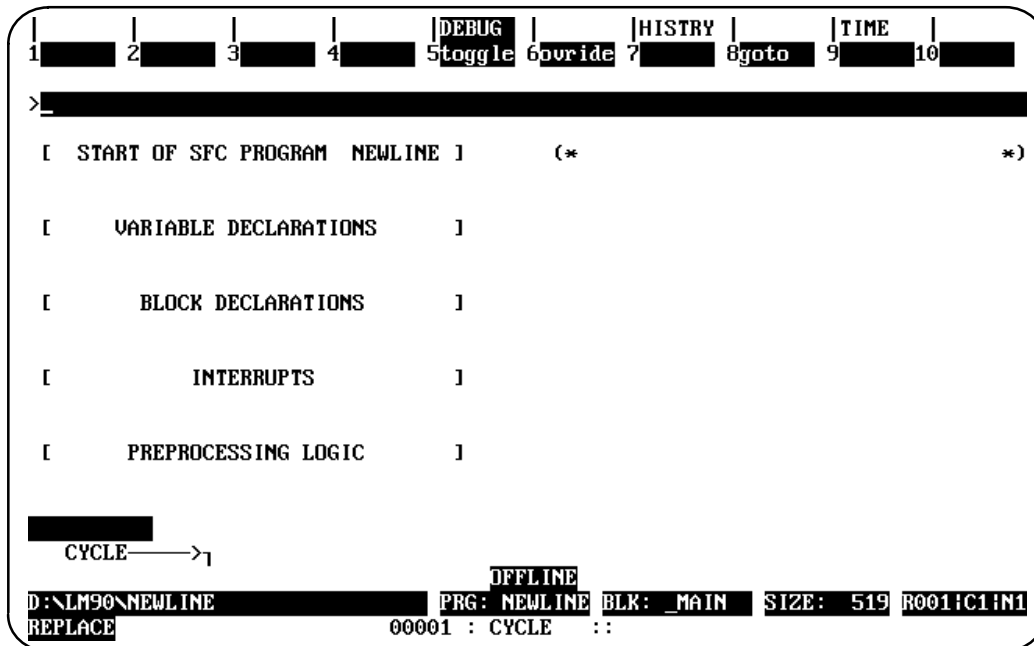 | | | | |DEBUG | |HISTRY | |TIME |
1 2 3 4 5toggle 6ovride 7 8goto 9 10
>_
[ START OF SFC PROGRAM NEWLINE ] (* *)
[ VARIABLE DECLARATIONS ]
[ BLOCK DECLARATIONS ]
[ INTERRUPTS ]
[ PREPROCESSING LOGIC ]
CYCLE────>┐
OFFLINE
D:\LM90\NEWLINE PRG: NEWLINE BLK: _MAIN SIZE: 519 R001¦C1¦N1
REPLACE 00001 : CYCLE ::